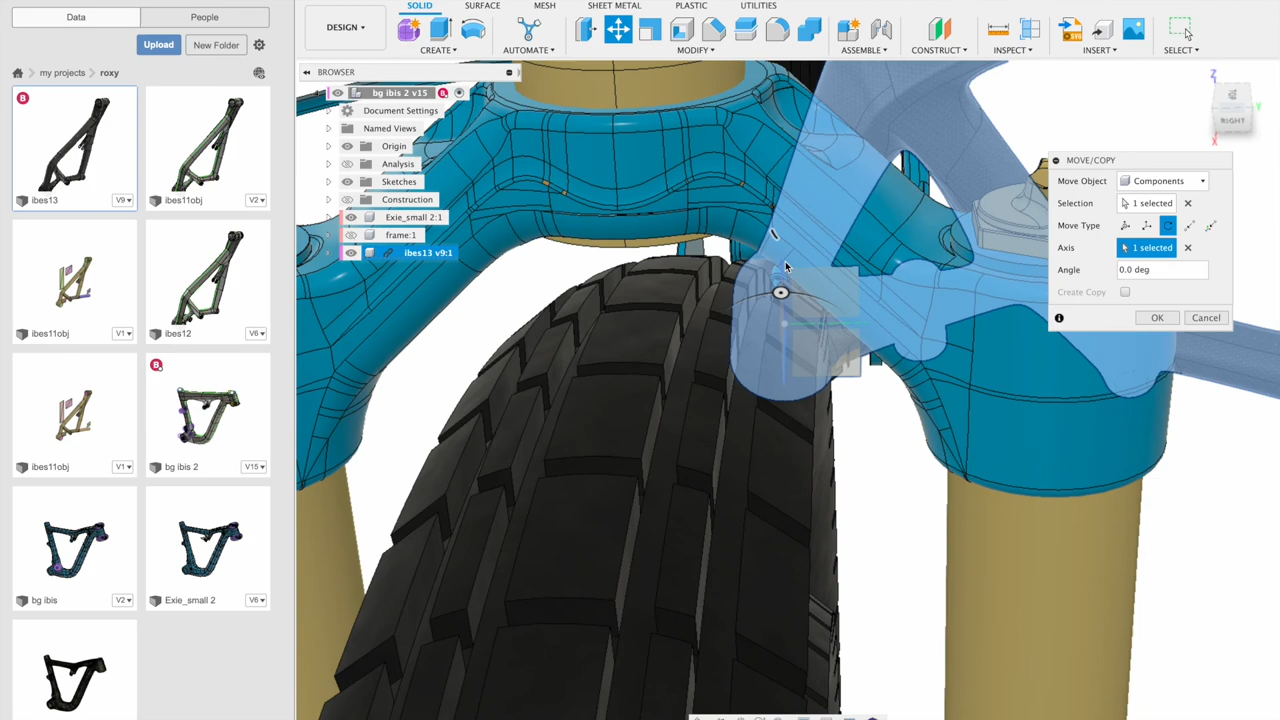 Data
People
Upload
New Folder
my projects
roxy
B
ibes13
V9
ibes11obj
V2
ibes11obj
V1
ibes12
V6
ibes11obj
V1
B
bg ibis 2
V15
bg ibis
V2
Exie_small 2
V6
DESIGN
SOLID
SURFACE
MESH
SHEET METAL
PLASTIC
UTILITIES
CREATE
AUTOMATE
MODIFY
ASSEMBLE
CONSTRUCT
INSPECT
INSERT
SELECT
BROWSER
bg ibis 2 v15
B
Document Settings
Named Views
Origin
Analysis
Sketches
Construction
Exie_small 2:1
frame:1
ibes13 v9:1
Z
Y
RIGHT
X
MOVE/COPY
Move Object
Components
Selection
1 selected
Move Type
Axis
1 selected
Angle
0.0 deg
Create Copy
OK
Cancel